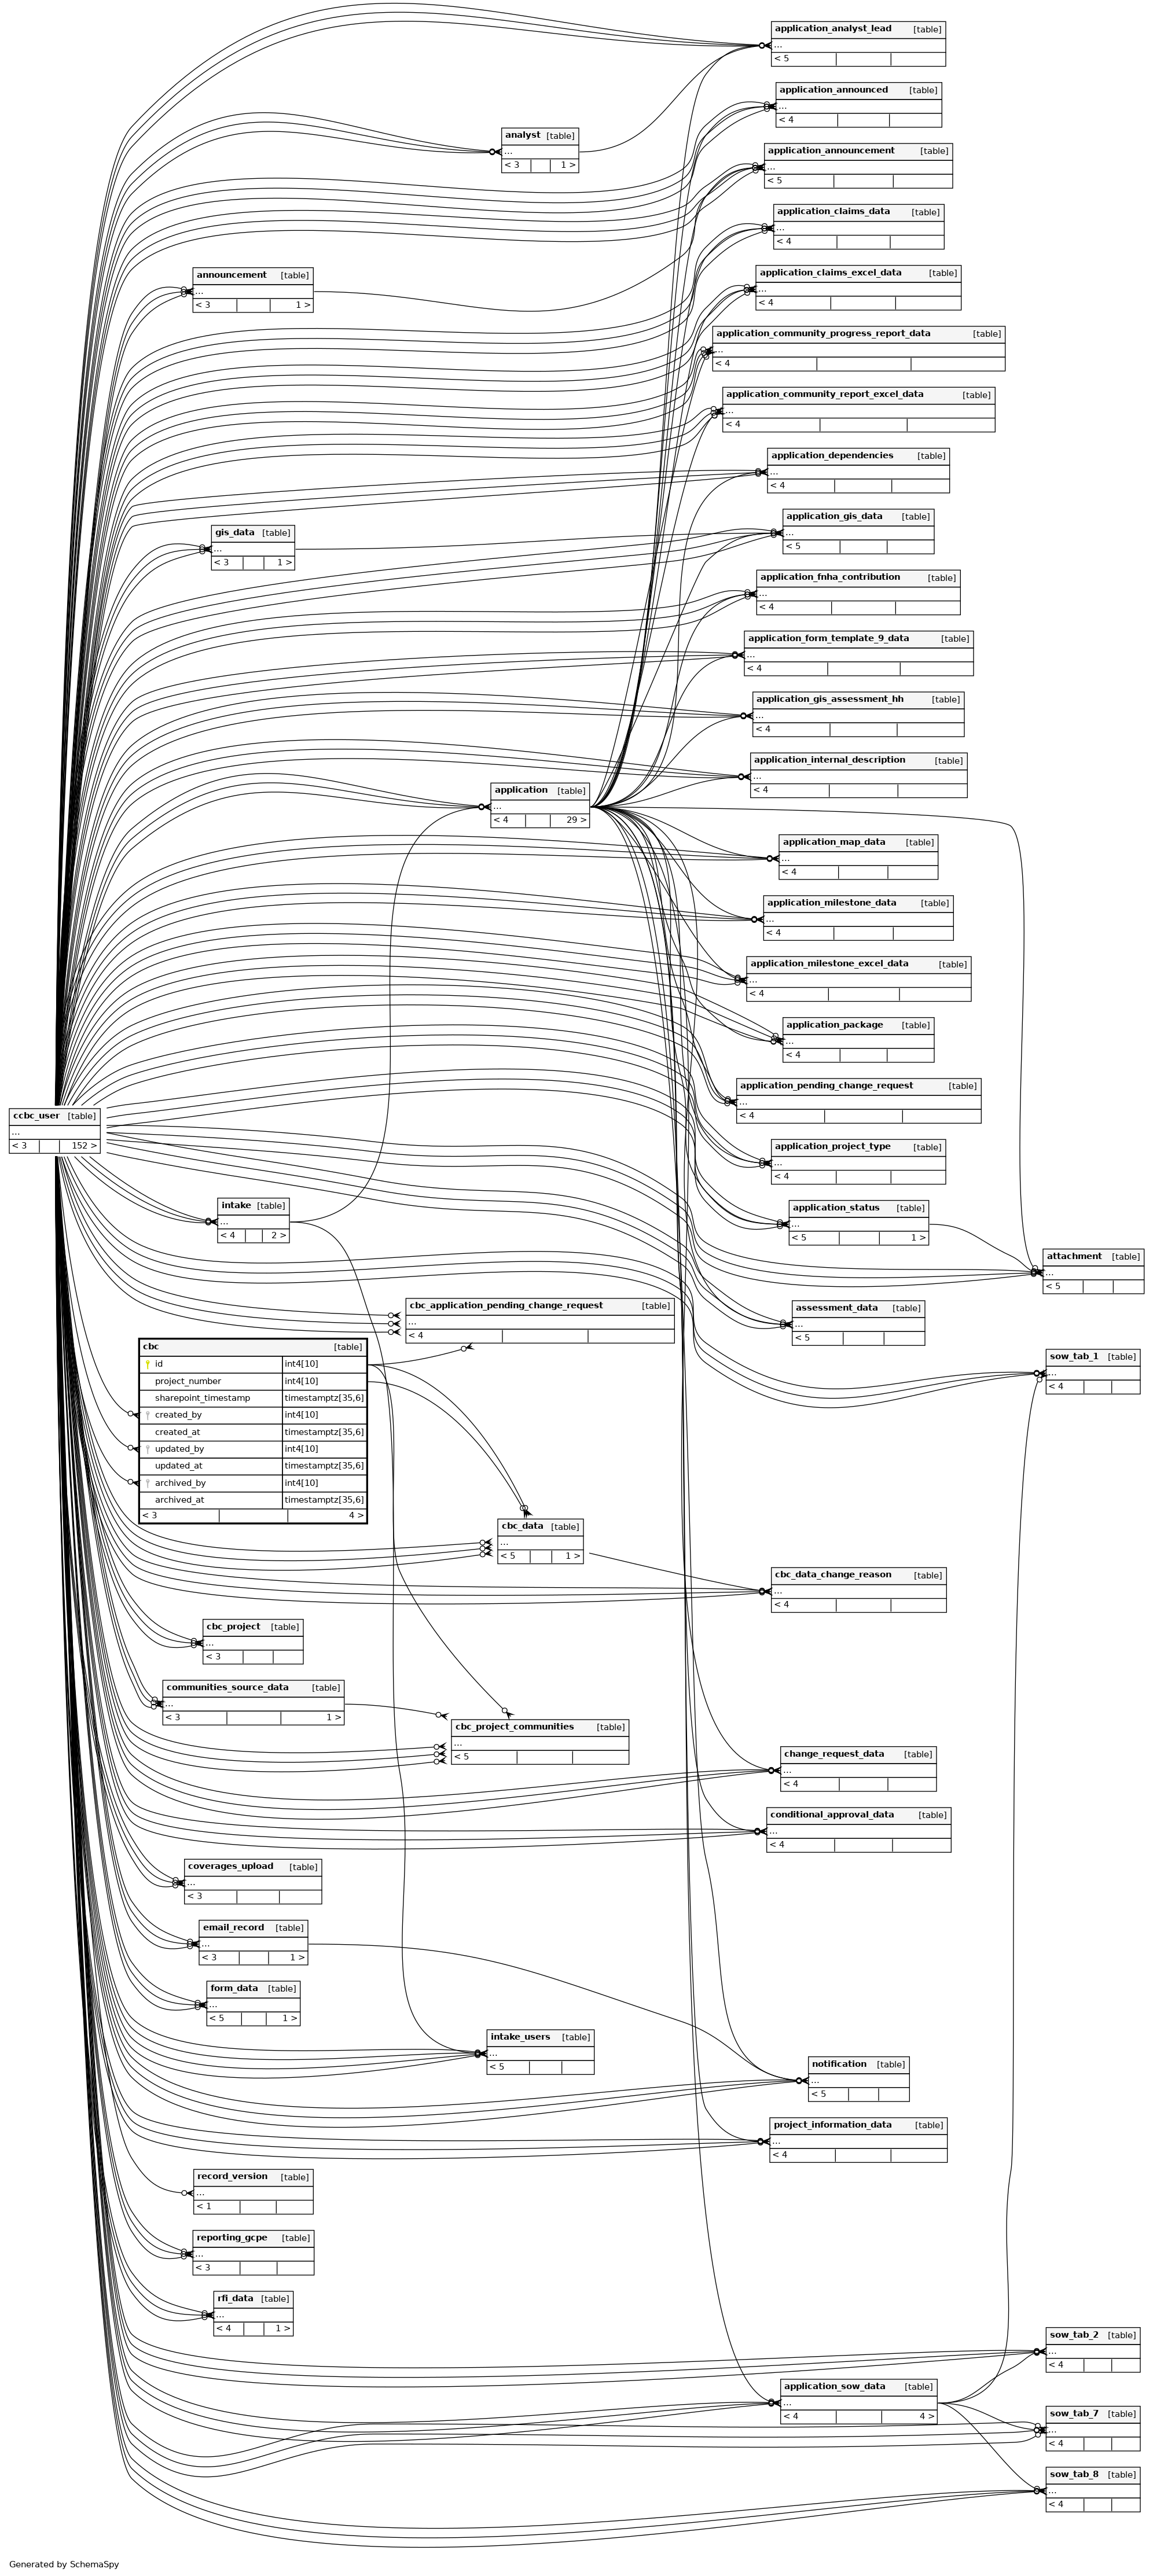 application_analyst_lead [table]
...
< 5
application_announced [table]
...
< 4
analyst [table]
...
< 3 1 >
application_announcement [table]
...
< 5
application_claims_data [table]
...
< 4
announcement [table]
...
< 3 1 >
application_claims_excel_data [table]
...
< 4
application_community_progress_report_data [table]
...
< 4
application_community_report_excel_data [table]
...
< 4
application_dependencies [table]
...
< 4
application_gis_data [table]
...
< 5
gis_data [table]
...
< 3 1 >
application_fnha_contribution [table]
...
< 4
application_form_template_9_data [table]
...
< 4
application_gis_assessment_hh [table]
...
< 4
application_internal_description [table]
...
< 4
application [table]
...
< 4 29 >
application_map_data [table]
...
< 4
application_milestone_data [table]
...
< 4
application_milestone_excel_data [table]
...
< 4
application_package [table]
...
< 4
application_pending_change_request [table]
...
< 4
ccbc_user [table]
...
< 3 152 >
application_project_type [table]
...
< 4
intake [table]
...
< 4 2 >
application_status [table]
...
< 5 1 >
attachment [table]
...
< 5
cbc_application_pending_change_request [table]
...
< 4
assessment_data [table]
...
< 5
cbc [table]
id int4[10]
project_number int4[10]
sharepoint_timestamp timestamptz[35,6]
created_by int4[10]
created_at timestamptz[35,6]
updated_by int4[10]
updated_at timestamptz[35,6]
archived_by int4[10]
archived_at timestamptz[35,6]
< 3 4 >
sow_tab_1 [table]
...
< 4
cbc_data [table]
...
< 5 1 >
cbc_data_change_reason [table]
...
< 4
cbc_project [table]
...
< 3
communities_source_data [table]
...
< 3 1 >
cbc_project_communities [table]
...
< 5
change_request_data [table]
...
< 4
conditional_approval_data [table]
...
< 4
coverages_upload [table]
...
< 3
email_record [table]
...
< 3 1 >
form_data [table]
...
< 5 1 >
intake_users [table]
...
< 5
notification [table]
...
< 5
project_information_data [table]
...
< 4
record_version [table]
...
< 1
reporting_gcpe [table]
...
< 3
rfi_data [table]
...
< 4 1 >
sow_tab_2 [table]
...
< 4
application_sow_data [table]
...
< 4 4 >
sow_tab_7 [table]
...
< 4
sow_tab_8 [table]
...
< 4
Generated by SchemaSpy